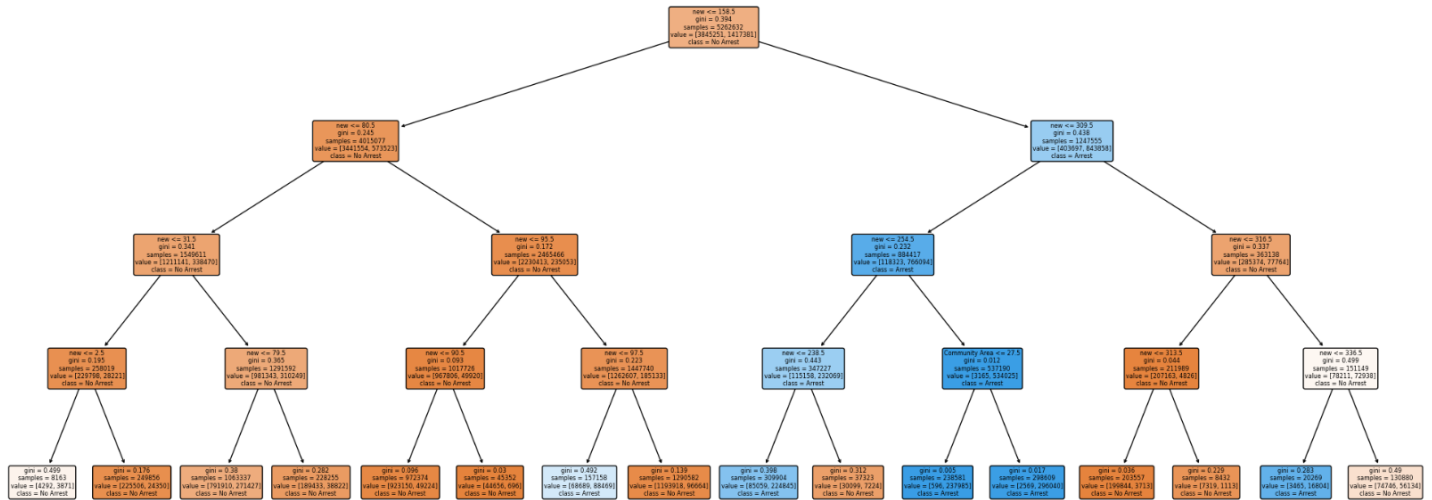 new <= 158.5
gini = 0.394
samples = 5262632
value = [3845251, 1417381]
class = No Arrest
new <= 80.5
gini = 0.245
samples = 4015077
value = [3441554, 573523]
class = No Arrest
new <= 309.5
gini = 0.438
samples = 1247555
value = [403697, 843858]
class = Arrest
new <= 31.5
gini = 0.341
samples = 1549611
value = [1211141, 338470]
class = No Arrest
new <= 95.5
gini = 0.172
samples = 2465466
value = [2230413, 235053]
class = No Arrest
new <= 254.5
gini = 0.232
samples = 884417
value = [118323, 766094]
class = Arrest
new <= 316.5
gini = 0.337
samples = 363138
value = [285374, 77764]
class = No Arrest
new <= 2.5
gini = 0.195
samples = 258019
value = [229798, 28221]
class = No Arrest
new <= 79.5
gini = 0.365
samples = 1291592
value = [981343, 310249]
class = No Arrest
new <= 90.5
gini = 0.093
samples = 1017726
value = [967806, 49920]
class = No Arrest
new <= 97.5
gini = 0.223
samples = 1447740
value = [1262607, 185133]
class = No Arrest
new <= 238.5
gini = 0.443
samples = 347227
value = [115158, 232069]
class = Arrest
Community Area <= 27.5
gini = 0.012
samples = 537190
value = [3165, 534025]
class = Arrest
new <= 313.5
gini = 0.044
samples = 211989
value = [207163, 4826]
class = No Arrest
new <= 336.5
gini = 0.499
samples = 151149
value = [78211, 72938]
class = No Arrest
gini = 0.499
samples = 8163
value = [4292, 3871]
class = No Arrest
gini = 0.176
samples = 249856
value = [225506, 24350]
class = No Arrest
gini = 0.38
samples = 1063337
value = [791910, 271427]
class = No Arrest
gini = 0.282
samples = 228255
value = [189433, 38822]
class = No Arrest
gini = 0.096
samples = 972374
value = [923150, 49224]
class = No Arrest
gini = 0.03
samples = 45352
value = [44656, 696]
class = No Arrest
gini = 0.492
samples = 157158
value = [68689, 88469]
class = Arrest
gini = 0.139
samples = 1290582
value = [1193918, 96664]
class = No Arrest
gini = 0.398
samples = 309904
value = [85059, 224845]
class = Arrest
gini = 0.312
samples = 37323
value = [30099, 7224]
class = No Arrest
gini = 0.005
samples = 238581
value = [596, 237985]
class = Arrest
gini = 0.017
samples = 298609
value = [2569, 296040]
class = Arrest
gini = 0.036
samples = 203557
value = [199844, 3713]
class = No Arrest
gini = 0.229
samples = 8432
value = [7319, 1113]
class = No Arrest
gini = 0.283
samples = 20269
value = [3465, 16804]
class = Arrest
gini = 0.49
samples = 130880
value = [74746, 56134]
class = No Arrest